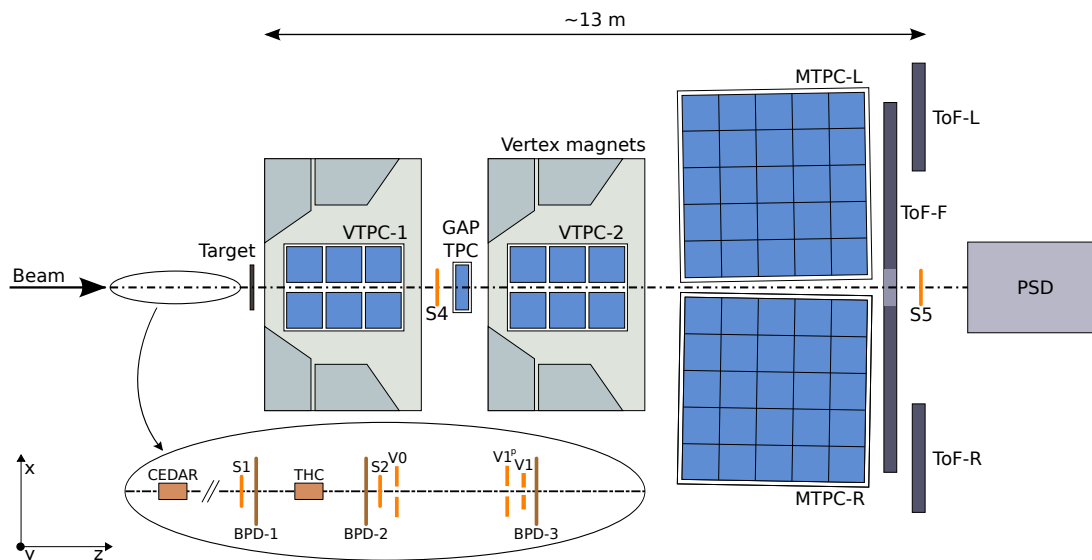 ~13 m
MTPC-L
ToF-L
Vertex magnets
ToF-F
VTPC-1
GAP
TPC
VTPC-2
Target
Beam
S4
S5
PSD
x
y
z
CEDAR
S1
THC
S2
V0
V1ᵖ
V1
BPD-1
BPD-2
BPD-3
MTPC-R
ToF-R